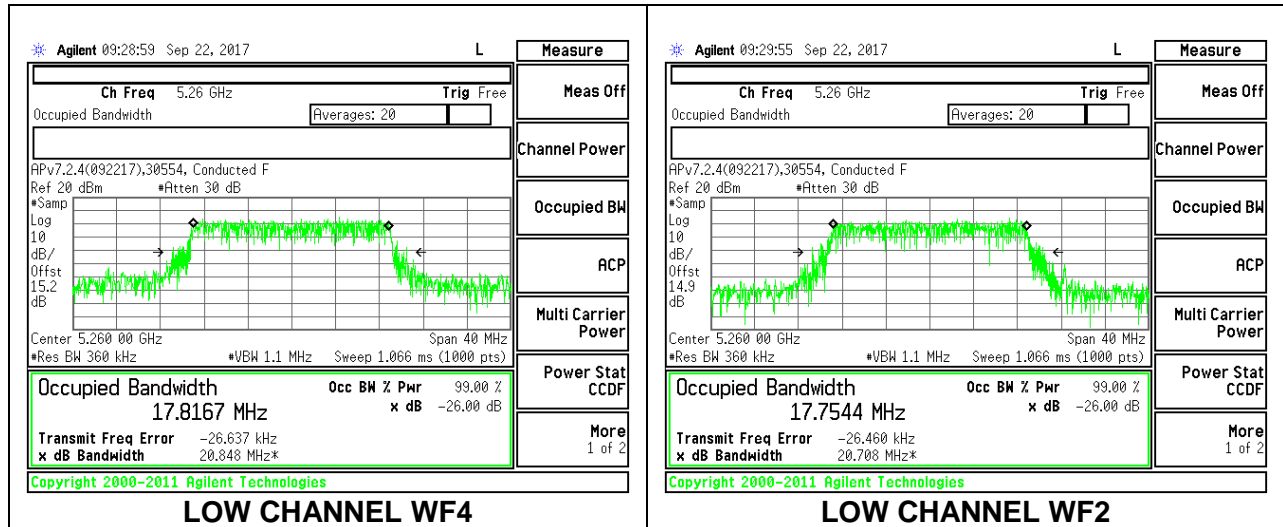 Agilent 09:28:59 Sep 22, 2017 L
Measure
Ch Freq 5.26 GHz Trig Free
Occupied Bandwidth Averages: 20
APv7.2.4(092217),30554, Conducted F
Ref 20 dBm #Atten 30 dB
#Samp
Log
10
dB/
Offst
15.2
dB
Center 5.260 00 GHz Span 40 MHz
#Res BW 360 kHz #VBW 1.1 MHz Sweep 1.066 ms (1000 pts)
Occupied Bandwidth Occ BW % Pwr 99.00 %
17.8167 MHz x dB -26.00 dB
Transmit Freq Error -26.637 kHz
x dB Bandwidth 20.848 MHz*
Copyright 2000-2011 Agilent Technologies
Meas Off
Channel Power
Occupied BW
ACP
Multi Carrier
Power
Power Stat
CCDF
More
1 of 2
LOW CHANNEL WF4
Agilent 09:29:55 Sep 22, 2017 L
Measure
Ch Freq 5.26 GHz Trig Free
Occupied Bandwidth Averages: 20
APv7.2.4(092217),30554, Conducted F
Ref 20 dBm #Atten 30 dB
#Samp
Log
10
dB/
Offst
14.9
dB
Center 5.260 00 GHz Span 40 MHz
#Res BW 360 kHz #VBW 1.1 MHz Sweep 1.066 ms (1000 pts)
Occupied Bandwidth Occ BW % Pwr 99.00 %
17.7544 MHz x dB -26.00 dB
Transmit Freq Error -26.460 kHz
x dB Bandwidth 20.708 MHz*
Copyright 2000-2011 Agilent Technologies
Meas Off
Channel Power
Occupied BW
ACP
Multi Carrier
Power
Power Stat
CCDF
More
1 of 2
LOW CHANNEL WF2